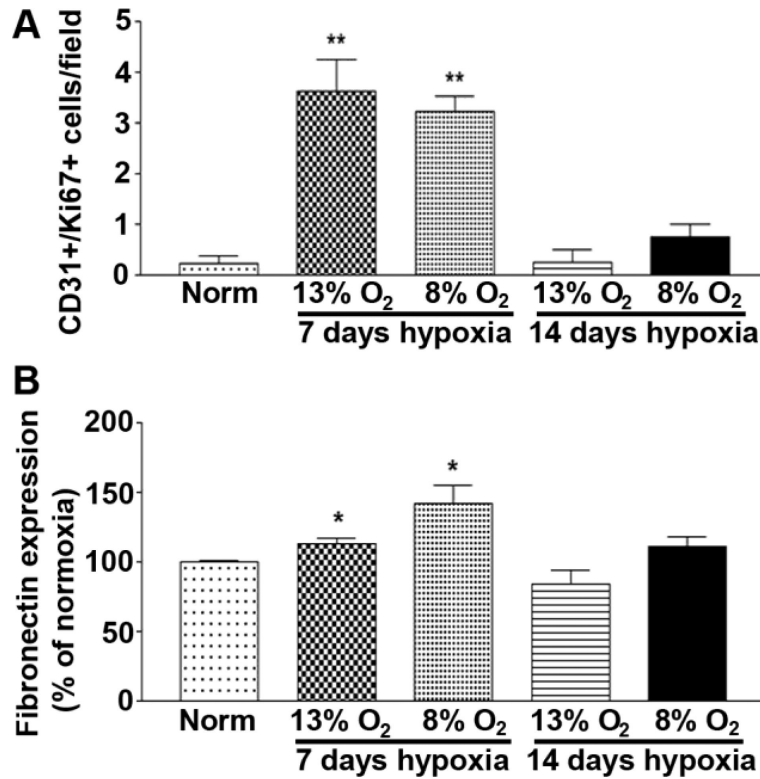 A
CD31+/Ki67+ cells/field
5
4
3
2
1
0
**
**
Norm
13% O₂
8% O₂
13% O₂
8% O₂
7 days hypoxia
14 days hypoxia
B
Fibronectin expression
(% of normoxia)
200
150
100
50
0
*
*
Norm
13% O₂
8% O₂
13% O₂
8% O₂
7 days hypoxia
14 days hypoxia